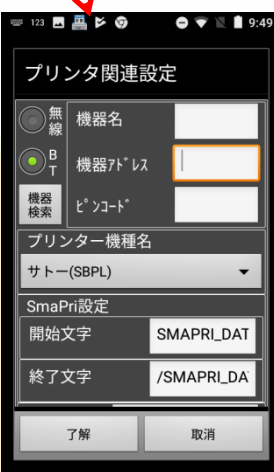 123 9:49
プリンタ関連設定
無線 機器名
BT 機器ｱﾄﾞﾚｽ
機器検索 ﾋﾟﾝｺｰﾄﾞ
プリンター機種名
サトー(SBPL)
SmaPri設定
開始文字 SMAPRI_DAT
終了文字 /SMAPRI_DA
了解 取消